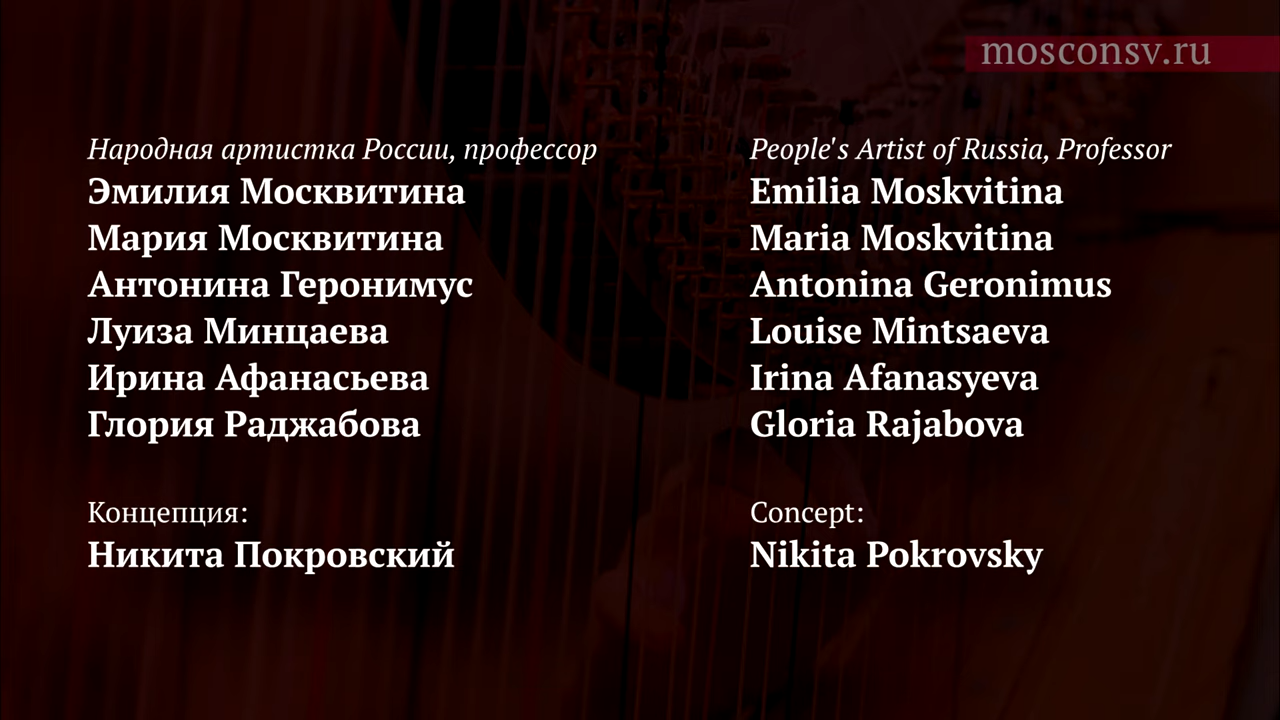 mosconsv.ru
Народная артистка России, профессор
Эмилия Москвитина
Мария Москвитина
Антонина Геронимус
Луиза Минцаева
Ирина Афанасьева
Глория Раджабова
Концепция:
Никита Покровский
People's Artist of Russia, Professor
Emilia Moskvitina
Maria Moskvitina
Antonina Geronimus
Louise Mintsaeva
Irina Afanasyeva
Gloria Rajabova
Concept:
Nikita Pokrovsky